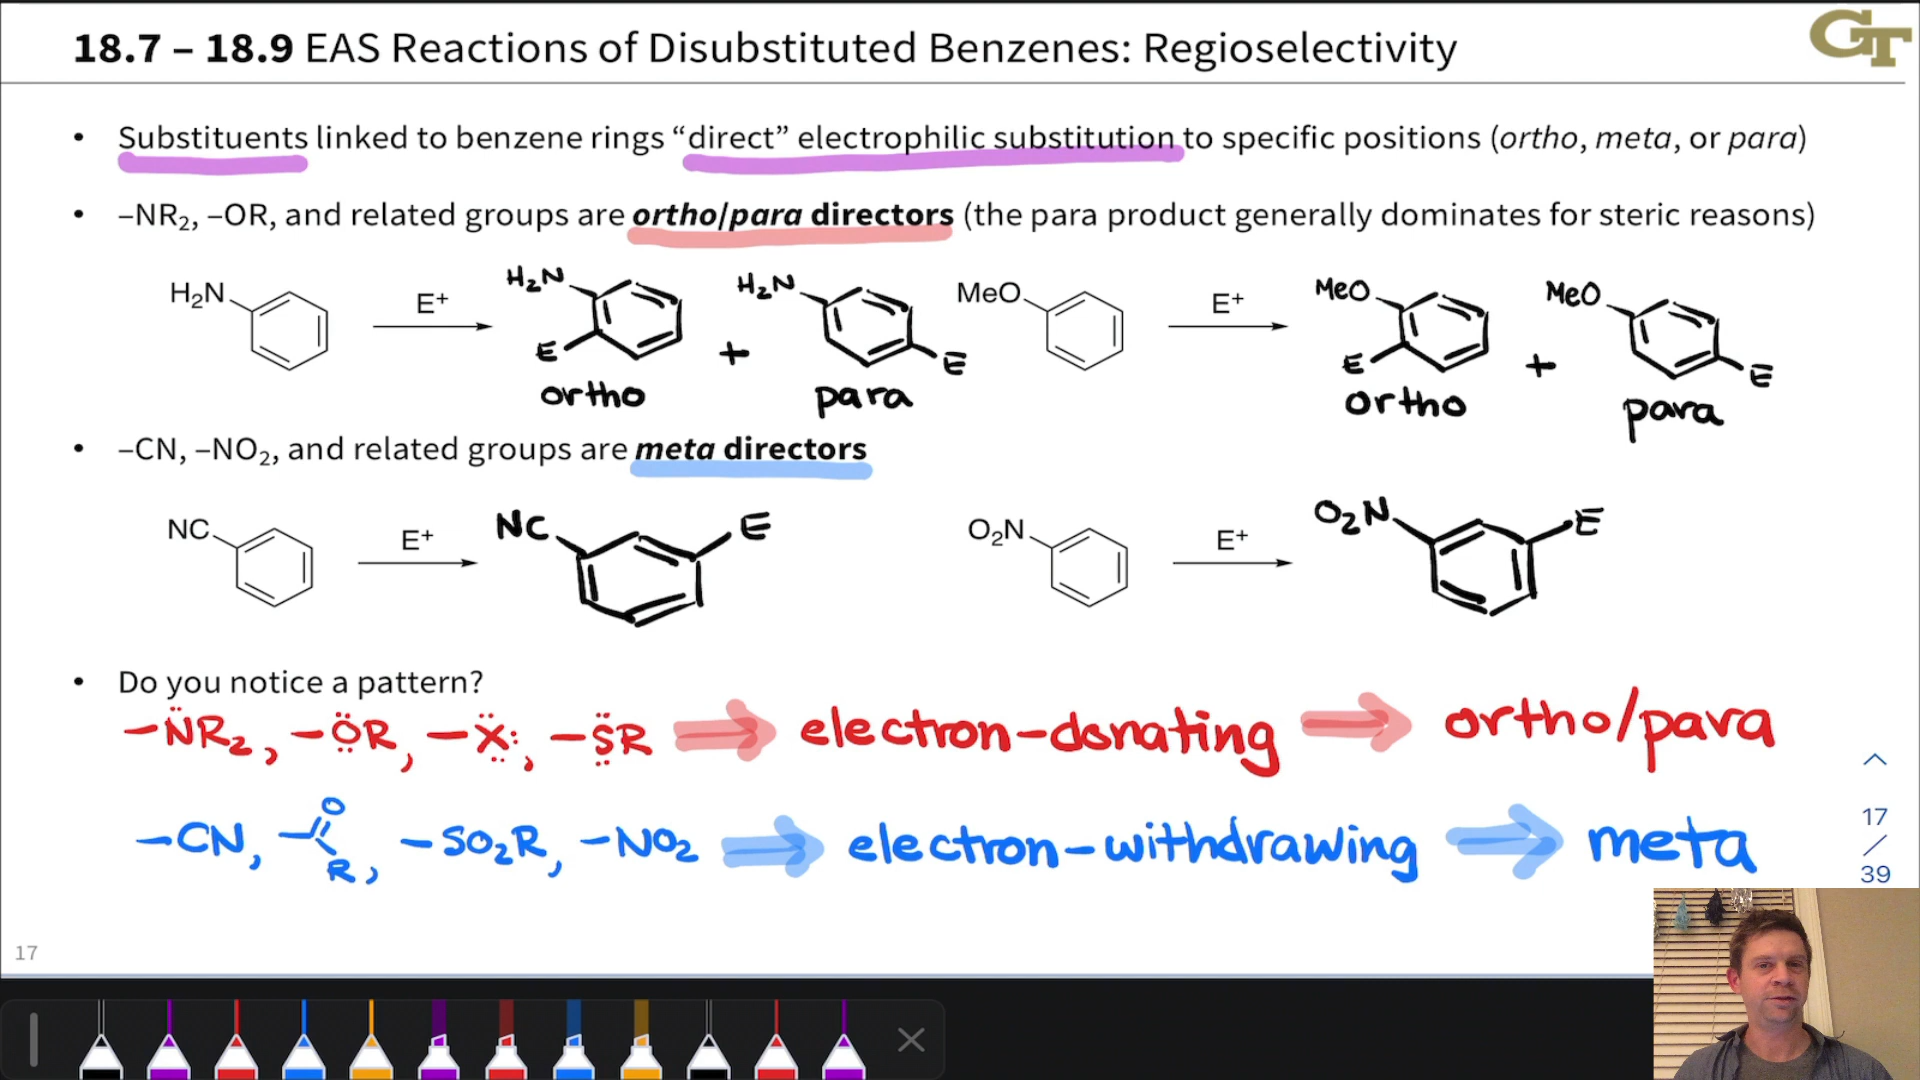 18.7 – 18.9 EAS Reactions of Disubstituted Benzenes: Regioselectivity
GT
• Substituents linked to benzene rings “direct” electrophilic substitution to specific positions (ortho, meta, or para)
• –NR₂, –OR, and related groups are ortho/para directors (the para product generally dominates for steric reasons)
H₂N E⁺ H₂N E ortho + H₂N E para
MeO E⁺ MeO E ortho + MeO E para
• –CN, –NO₂, and related groups are meta directors
NC E⁺ NC E
O₂N E⁺ O₂N E
• Do you notice a pattern?
–NR₂, –OR, –X:, –SR ⇒ electron-donating ⇒ ortho/para
–CN, O R, –SO₂R, –NO₂ ⇒ electron-withdrawing ⇒ meta
17
/
39
17